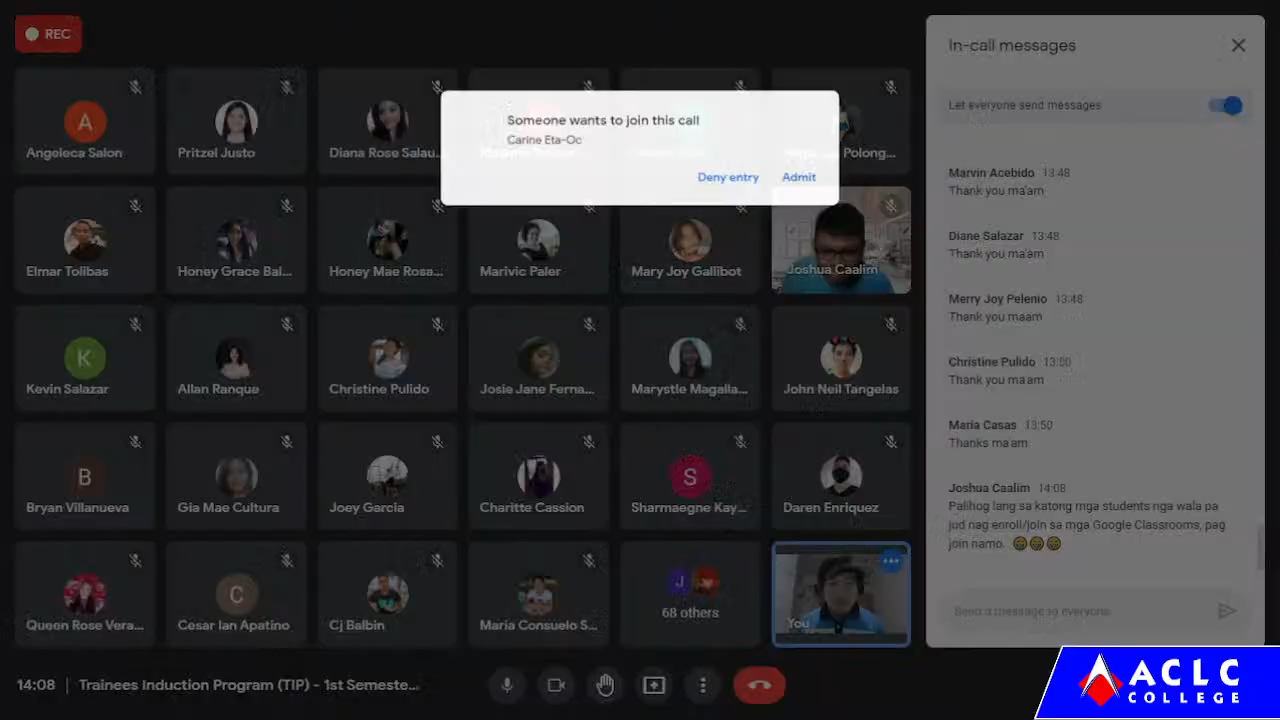 REC
In-call messages
Let everyone send messages
Someone wants to join this call
Carine Eta-Oc
Deny entry
Admit
A
Angeleca Salon
Pritzel Justo
Diana Rose Salau...
Polong...
Elmar Tolibas
Honey Grace Bal...
Honey Mae Rosa...
Marivic Paler
Mary Joy Gallibot
Joshua Caalim
K
Kevin Salazar
Allan Ranque
Christine Pulido
Josie Jane Ferna...
Marystle Magalla...
John Neil Tangelas
B
Bryan Villanueva
Gia Mae Cultura
Joey Garcia
Charitte Cassion
S
Sharmaegne Kay...
Daren Enriquez
Queen Rose Vera...
C
Cesar Ian Apatino
Cj Balbin
Maria Consuelo S...
J
68 others
You
Marvin Acebido 13:48
Thank you ma'am
Diane Salazar 13:48
Thank you ma'am
Merry Joy Pelenio 13:48
Thank you maam
Christine Pulido
Thank you ma'am
Maria Casas 13:50
Thanks ma'am
Joshua Caalim 14:08
Palihog lang sa katong mga students nga wala pa
jud nag enroll/join sa mga Google Classrooms, pag
join namo. 😁😁😁
Send a message to everyone
14:08 | Trainees Induction Program (TIP) - 1st Semeste...
ACLC
COLLEGE